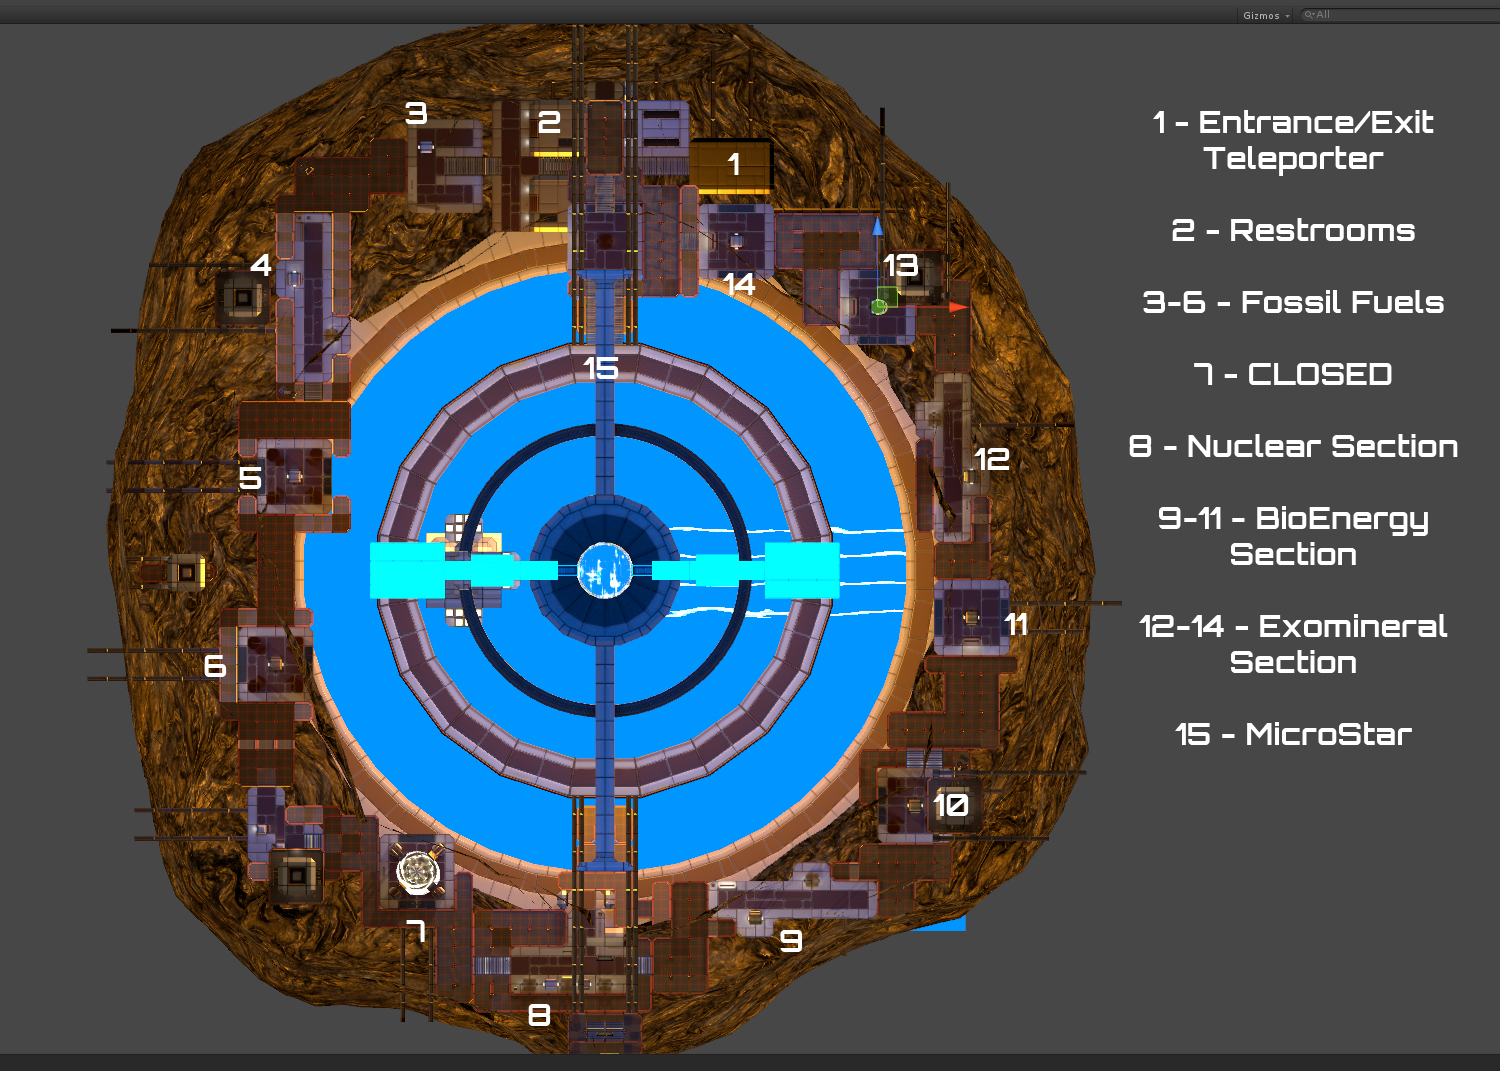 Gizmos
All
3
2
1
4
13
14
15
5
12
6
11
10
7
9
8
1 - Entrance/Exit
Teleporter
2 - Restrooms
3-6 - Fossil Fuels
7 - CLOSED
8 - Nuclear Section
9-11 - BioEnergy
Section
12-14 - Exomineral
Section
15 - MicroStar